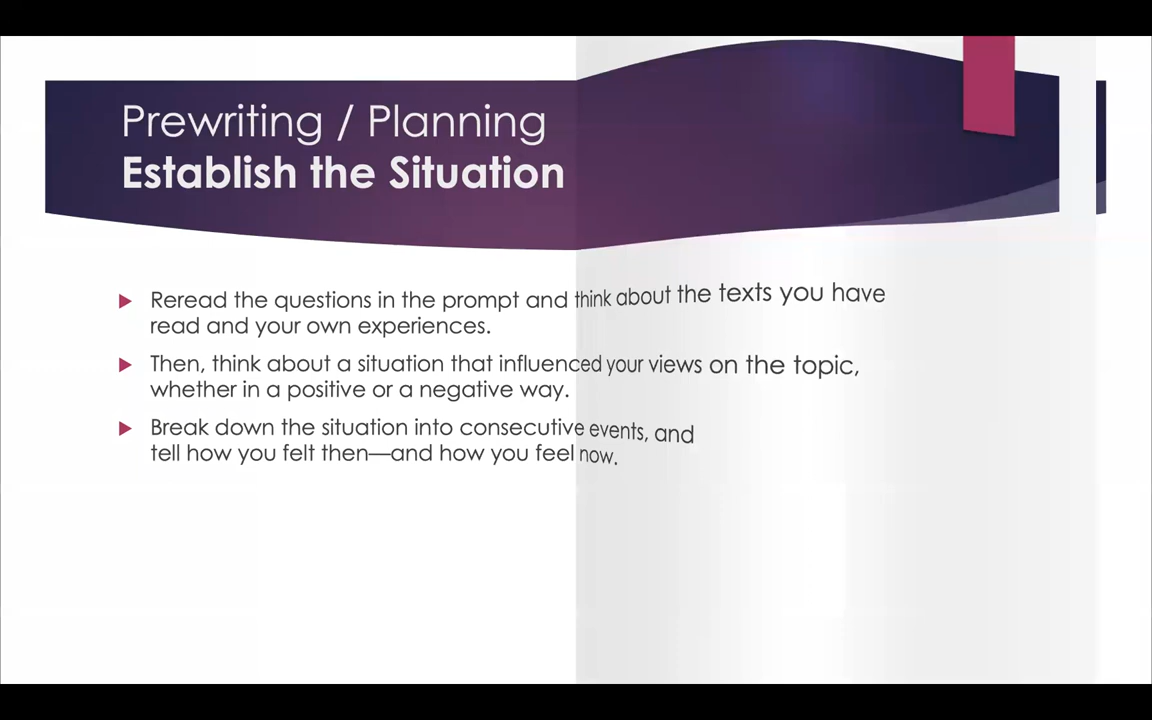 Prewriting / Planning
Establish the Situation
Reread the questions in the prompt and think about the texts you have
read and your own experiences.
Then, think about a situation that influenced your views on the topic,
whether in a positive or a negative way.
Break down the situation into consecutive events, and
tell how you felt then—and how you feel now.